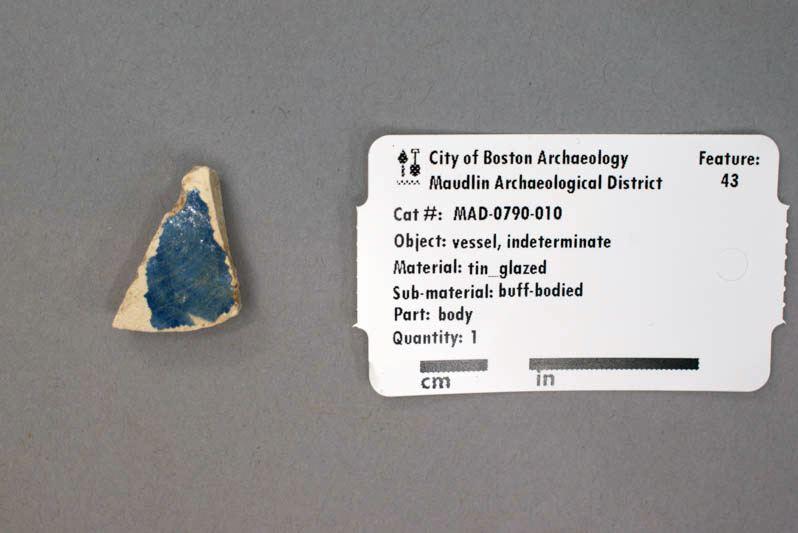 City of Boston Archaeology
Maudlin Archaeological District
Feature:
43
Cat #: MAD-0790-010
Object: vessel, indeterminate
Material: tin_glazed
Sub-material: buff-bodied
Part: body
Quantity: 1
cm in